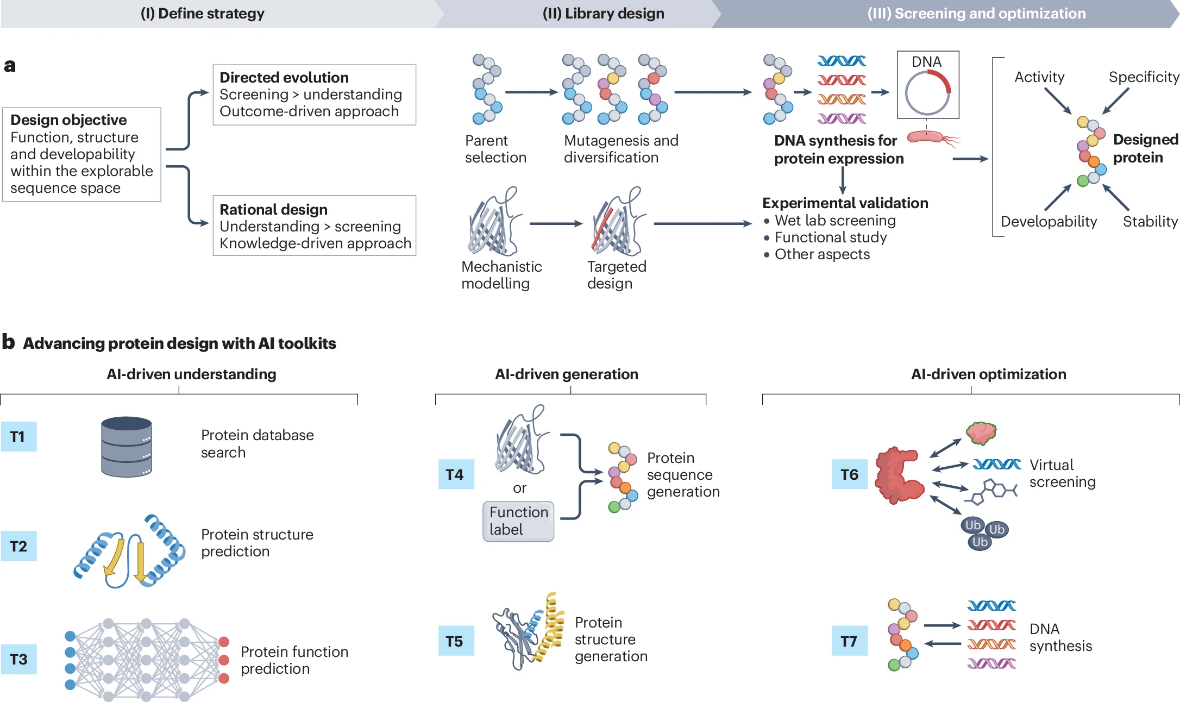 (I) Define strategy
(II) Library design
(III) Screening and optimization
a
Design objective
Function, structure
and developability
within the explorable
sequence space
Directed evolution
Screening > understanding
Outcome-driven approach
Rational design
Understanding > screening
Knowledge-driven approach
Parent
selection
Mutagenesis and
diversification
Mechanistic
modelling
Targeted
design
DNA
DNA synthesis for
protein expression
Experimental validation
• Wet lab screening
• Functional study
• Other aspects
Activity
Specificity
Designed
protein
Developability
Stability
b Advancing protein design with AI toolkits
AI-driven understanding
T1
Protein database
search
T2
Protein structure
prediction
T3
Protein function
prediction
AI-driven generation
T4
or
Function
label
Protein
sequence
generation
T5
Protein
structure
generation
AI-driven optimization
T6
Virtual
screening
Ub
Ub
Ub
T7
DNA
synthesis